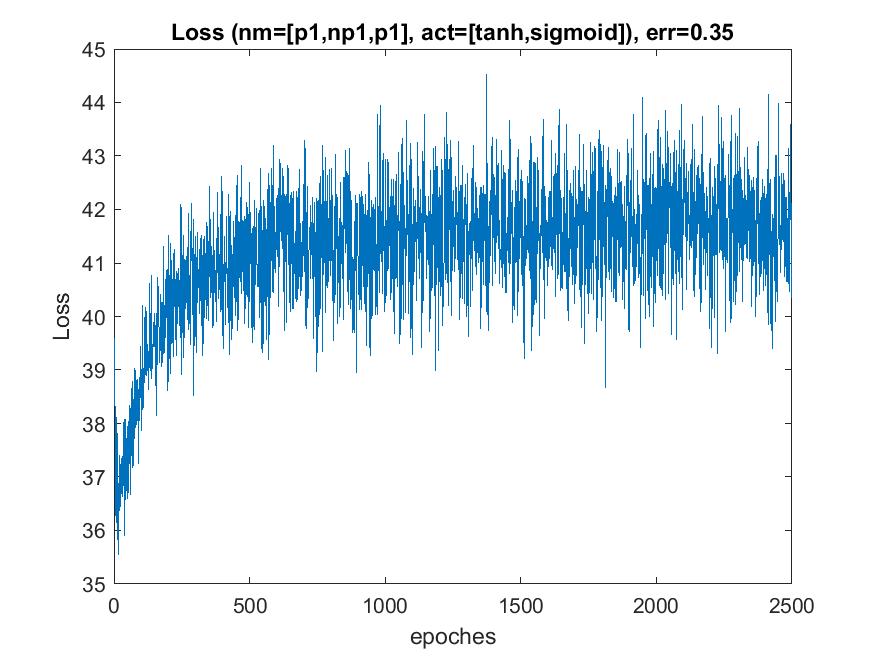 Loss (nm=[p1,np1,p1], act=[tanh,sigmoid]), err=0.35
45
44
43
42
41
40
39
38
37
36
35
Loss
0 500 1000 1500 2000 2500
epoches